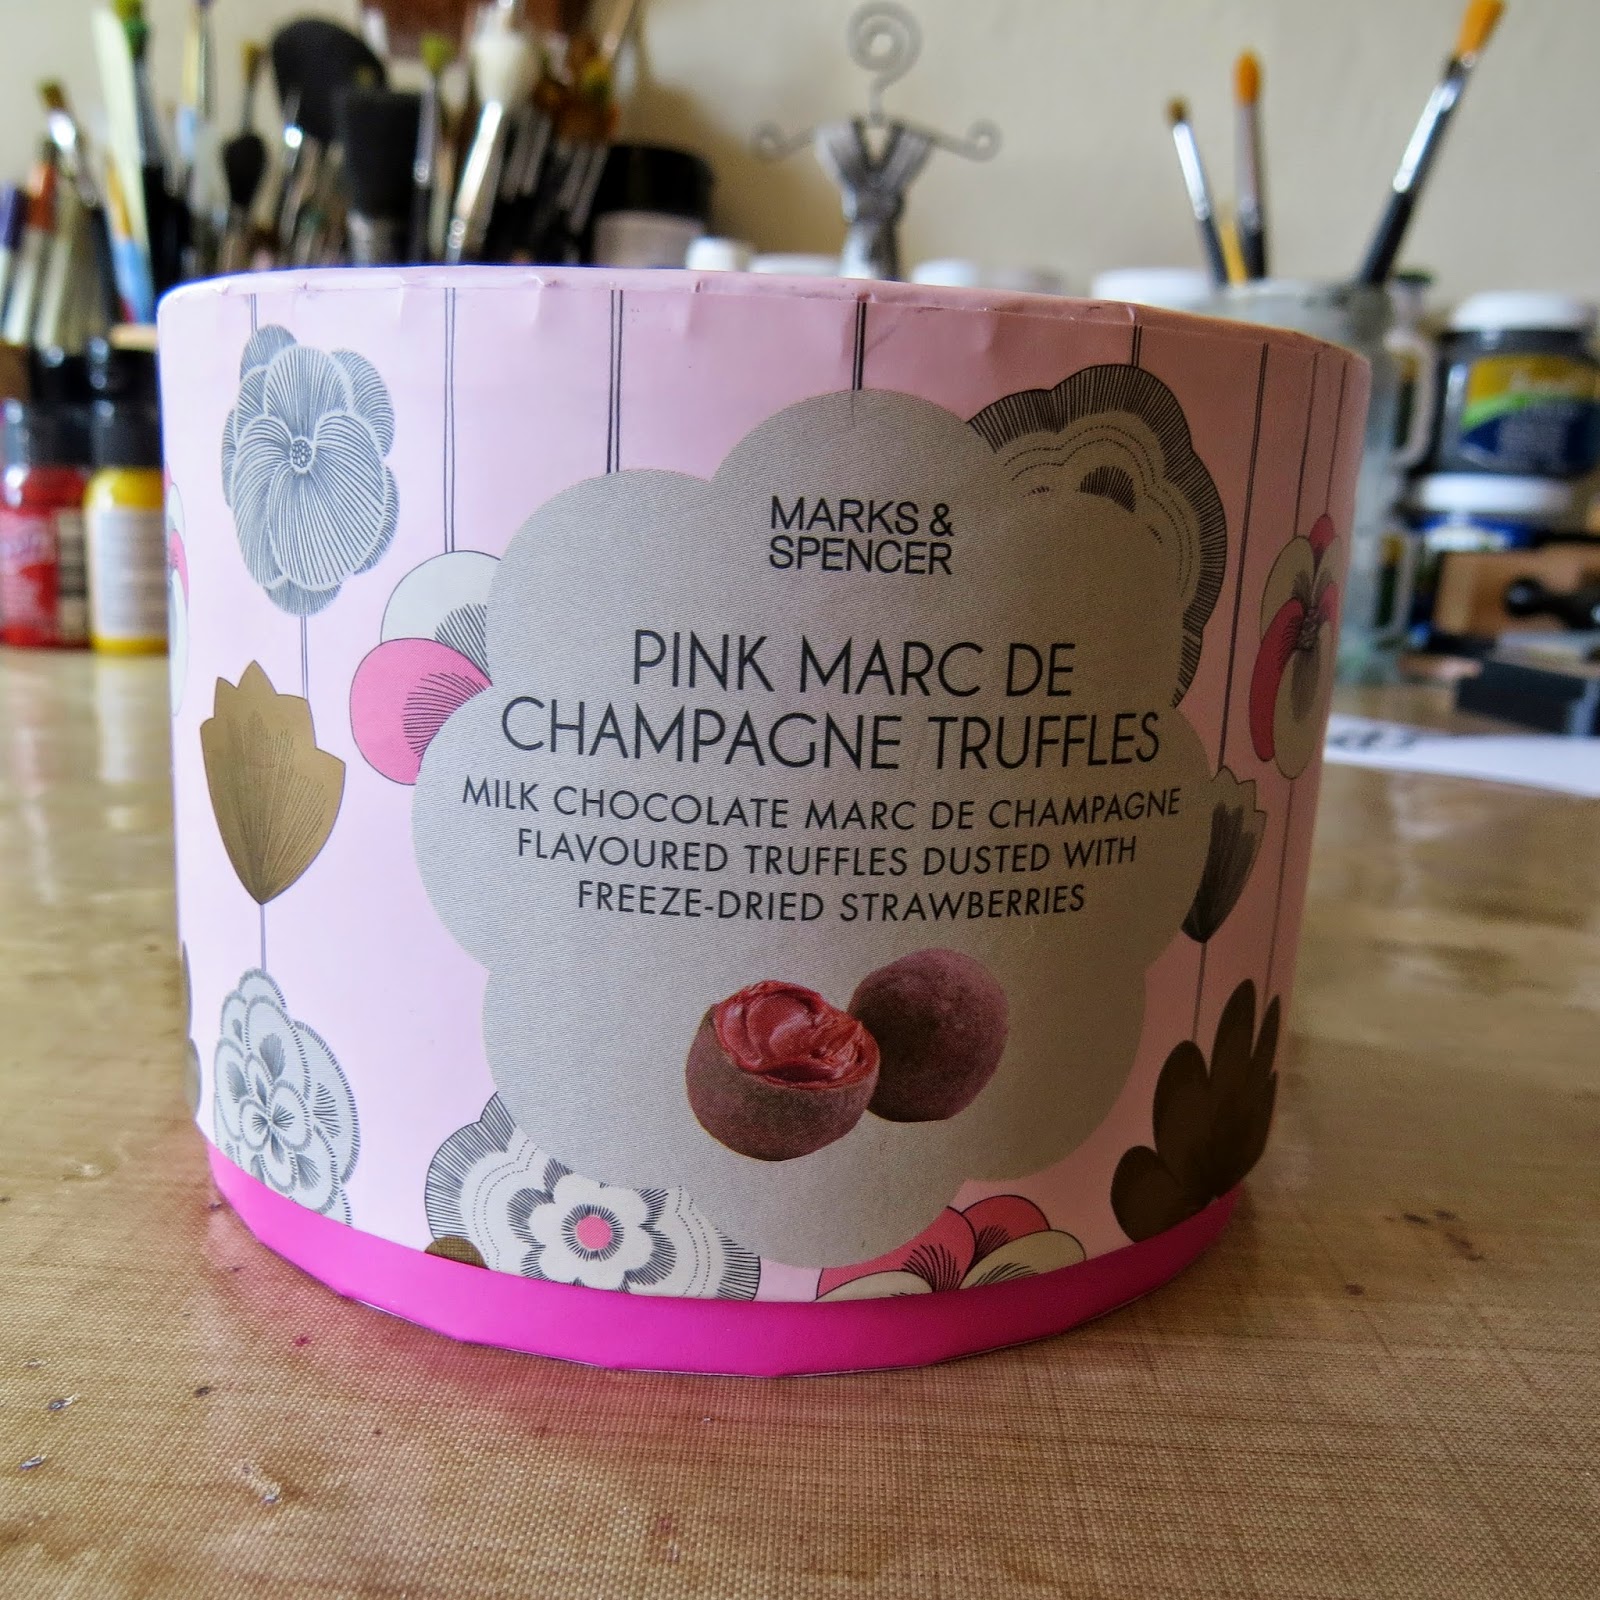 MARKS &
SPENCER
PINK MARC DE
CHAMPAGNE TRUFFLES
MILK CHOCOLATE MARC DE CHAMPAGNE
FLAVOURED TRUFFLES DUSTED WITH
FREEZE-DRIED STRAWBERRIES